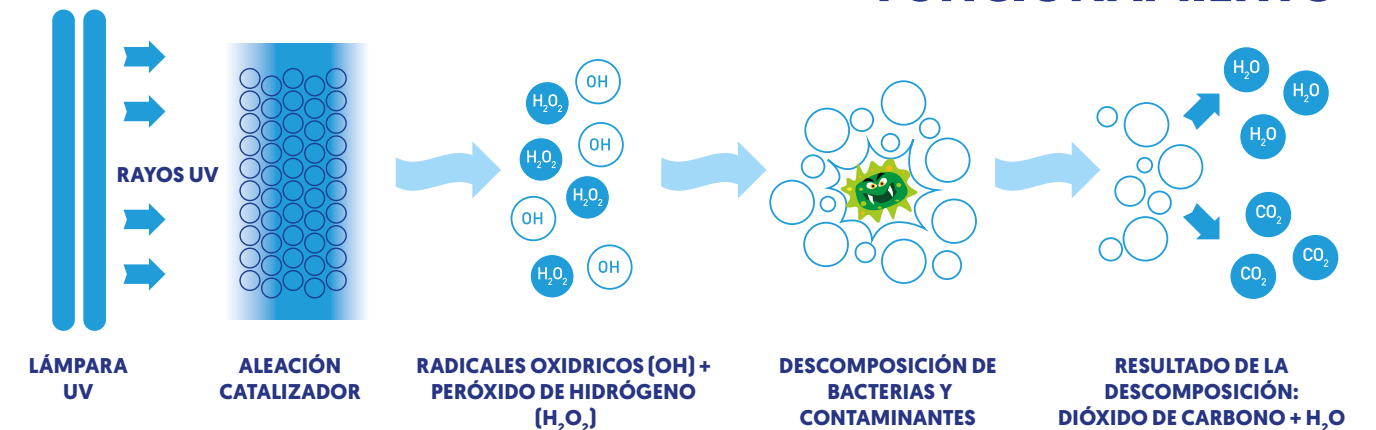 FUNCIONAMIENTO
RAYOS UV
H₂O₂
OH
H₂O₂
OH
H₂O₂
OH
H₂O₂
OH
H₂O
H₂O
H₂O
CO₂
CO₂
CO₂
LÁMPARA
UV
ALEACIÓN
CATALIZADOR
RADICALES OXIDRICOS (OH) +
PERÓXIDO DE HIDRÓGENO
(H₂O₂)
DESCOMPOSICIÓN DE
BACTERIAS Y
CONTAMINANTES
RESULTADO DE LA
DESCOMPOSICIÓN:
DIÓXIDO DE CARBONO + H₂O